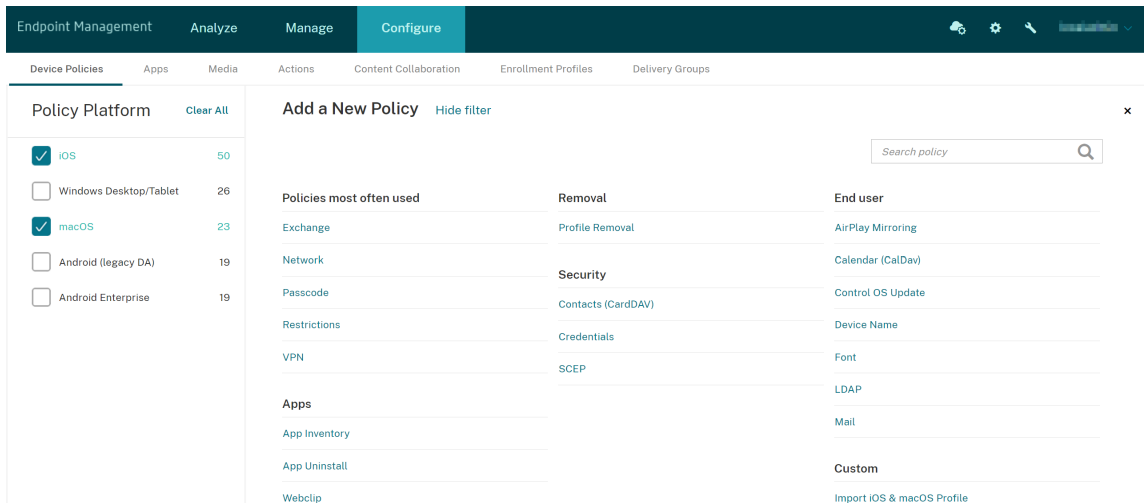 Endpoint Management Analyze Manage Configure
Device Policies Apps Media Actions Content Collaboration Enrollment Profiles Delivery Groups
Policy Platform Clear All
iOS 50
Windows Desktop/Tablet 26
macOS 23
Android (legacy DA) 19
Android Enterprise 19
Add a New Policy Hide filter
Search policy
Policies most often used
Exchange
Network
Passcode
Restrictions
VPN
Apps
App Inventory
App Uninstall
Webclip
Removal
Profile Removal
Security
Contacts (CardDAV)
Credentials
SCEP
End user
AirPlay Mirroring
Calendar (CalDav)
Control OS Update
Device Name
Font
LDAP
Mail
Custom
Import iOS & macOS Profile